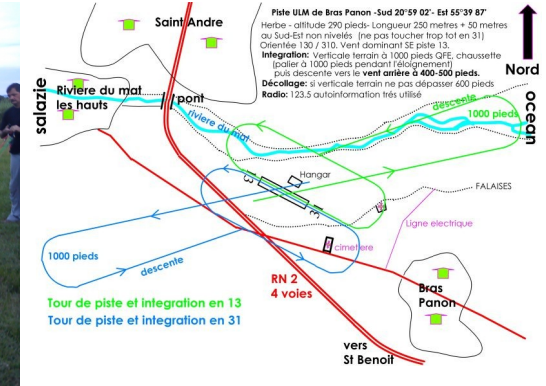 Piste ULM de Bras Panon -Sud 20°59 02'- Est 55°39 87'
Herbe - altitude 290 pieds- Longueur 250 metres + 50 metres
au Sud-Est non nivelés (ne pas toucher trop tot en 31)
Orientée 130 / 310. Vent dominant SE piste 13.
Integration: Verticale terrain à 1000 pieds QFE, chaussette
(palier à 1000 pieds pendant l'éloignement)
puis descente vers le vent arrière à 400-500 pieds.
Décollage: si verticale terrain ne pas dépasser 600 pieds
Radio: 123.5 autoinformation trés utilisé
Nord
Saint Andre
salazie
Riviere du mat
les hauts
pont
riviere du mat
descente
1000 pieds
ocean
Hangar
FALAISES
Ligne electrique
cimetiere
1000 pieds
descente
RN 2
4 voies
Bras
Panon
Tour de piste et integration en 13
Tour de piste et integration en 31
vers
St Benoit